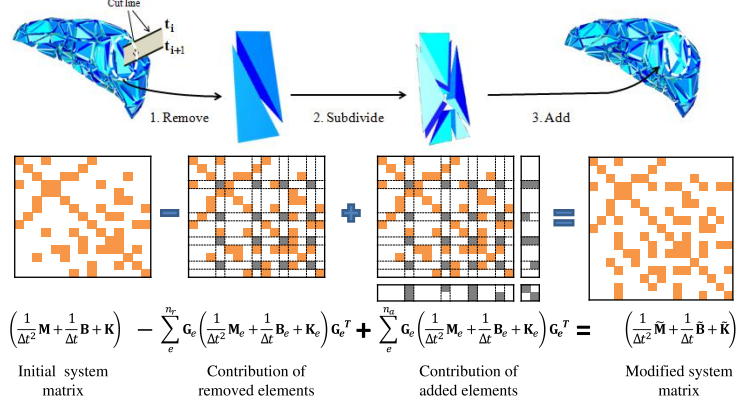 Cut line
t_i
t_{i+1}
1. Remove
2. Subdivide
3. Add
(1/Δt² M + 1/Δt B + K) − ∑_e^{n_r} G_e (1/Δt² M_e + 1/Δt B_e + K_e) G_e^T + ∑_e^{n_a} G_e (1/Δt² M_e + 1/Δt B_e + K_e) G_e^T = (1/Δt² M̃ + 1/Δt B̃ + K̃)
Initial system
matrix
Contribution of
removed elements
Contribution of
added elements
Modified system
matrix